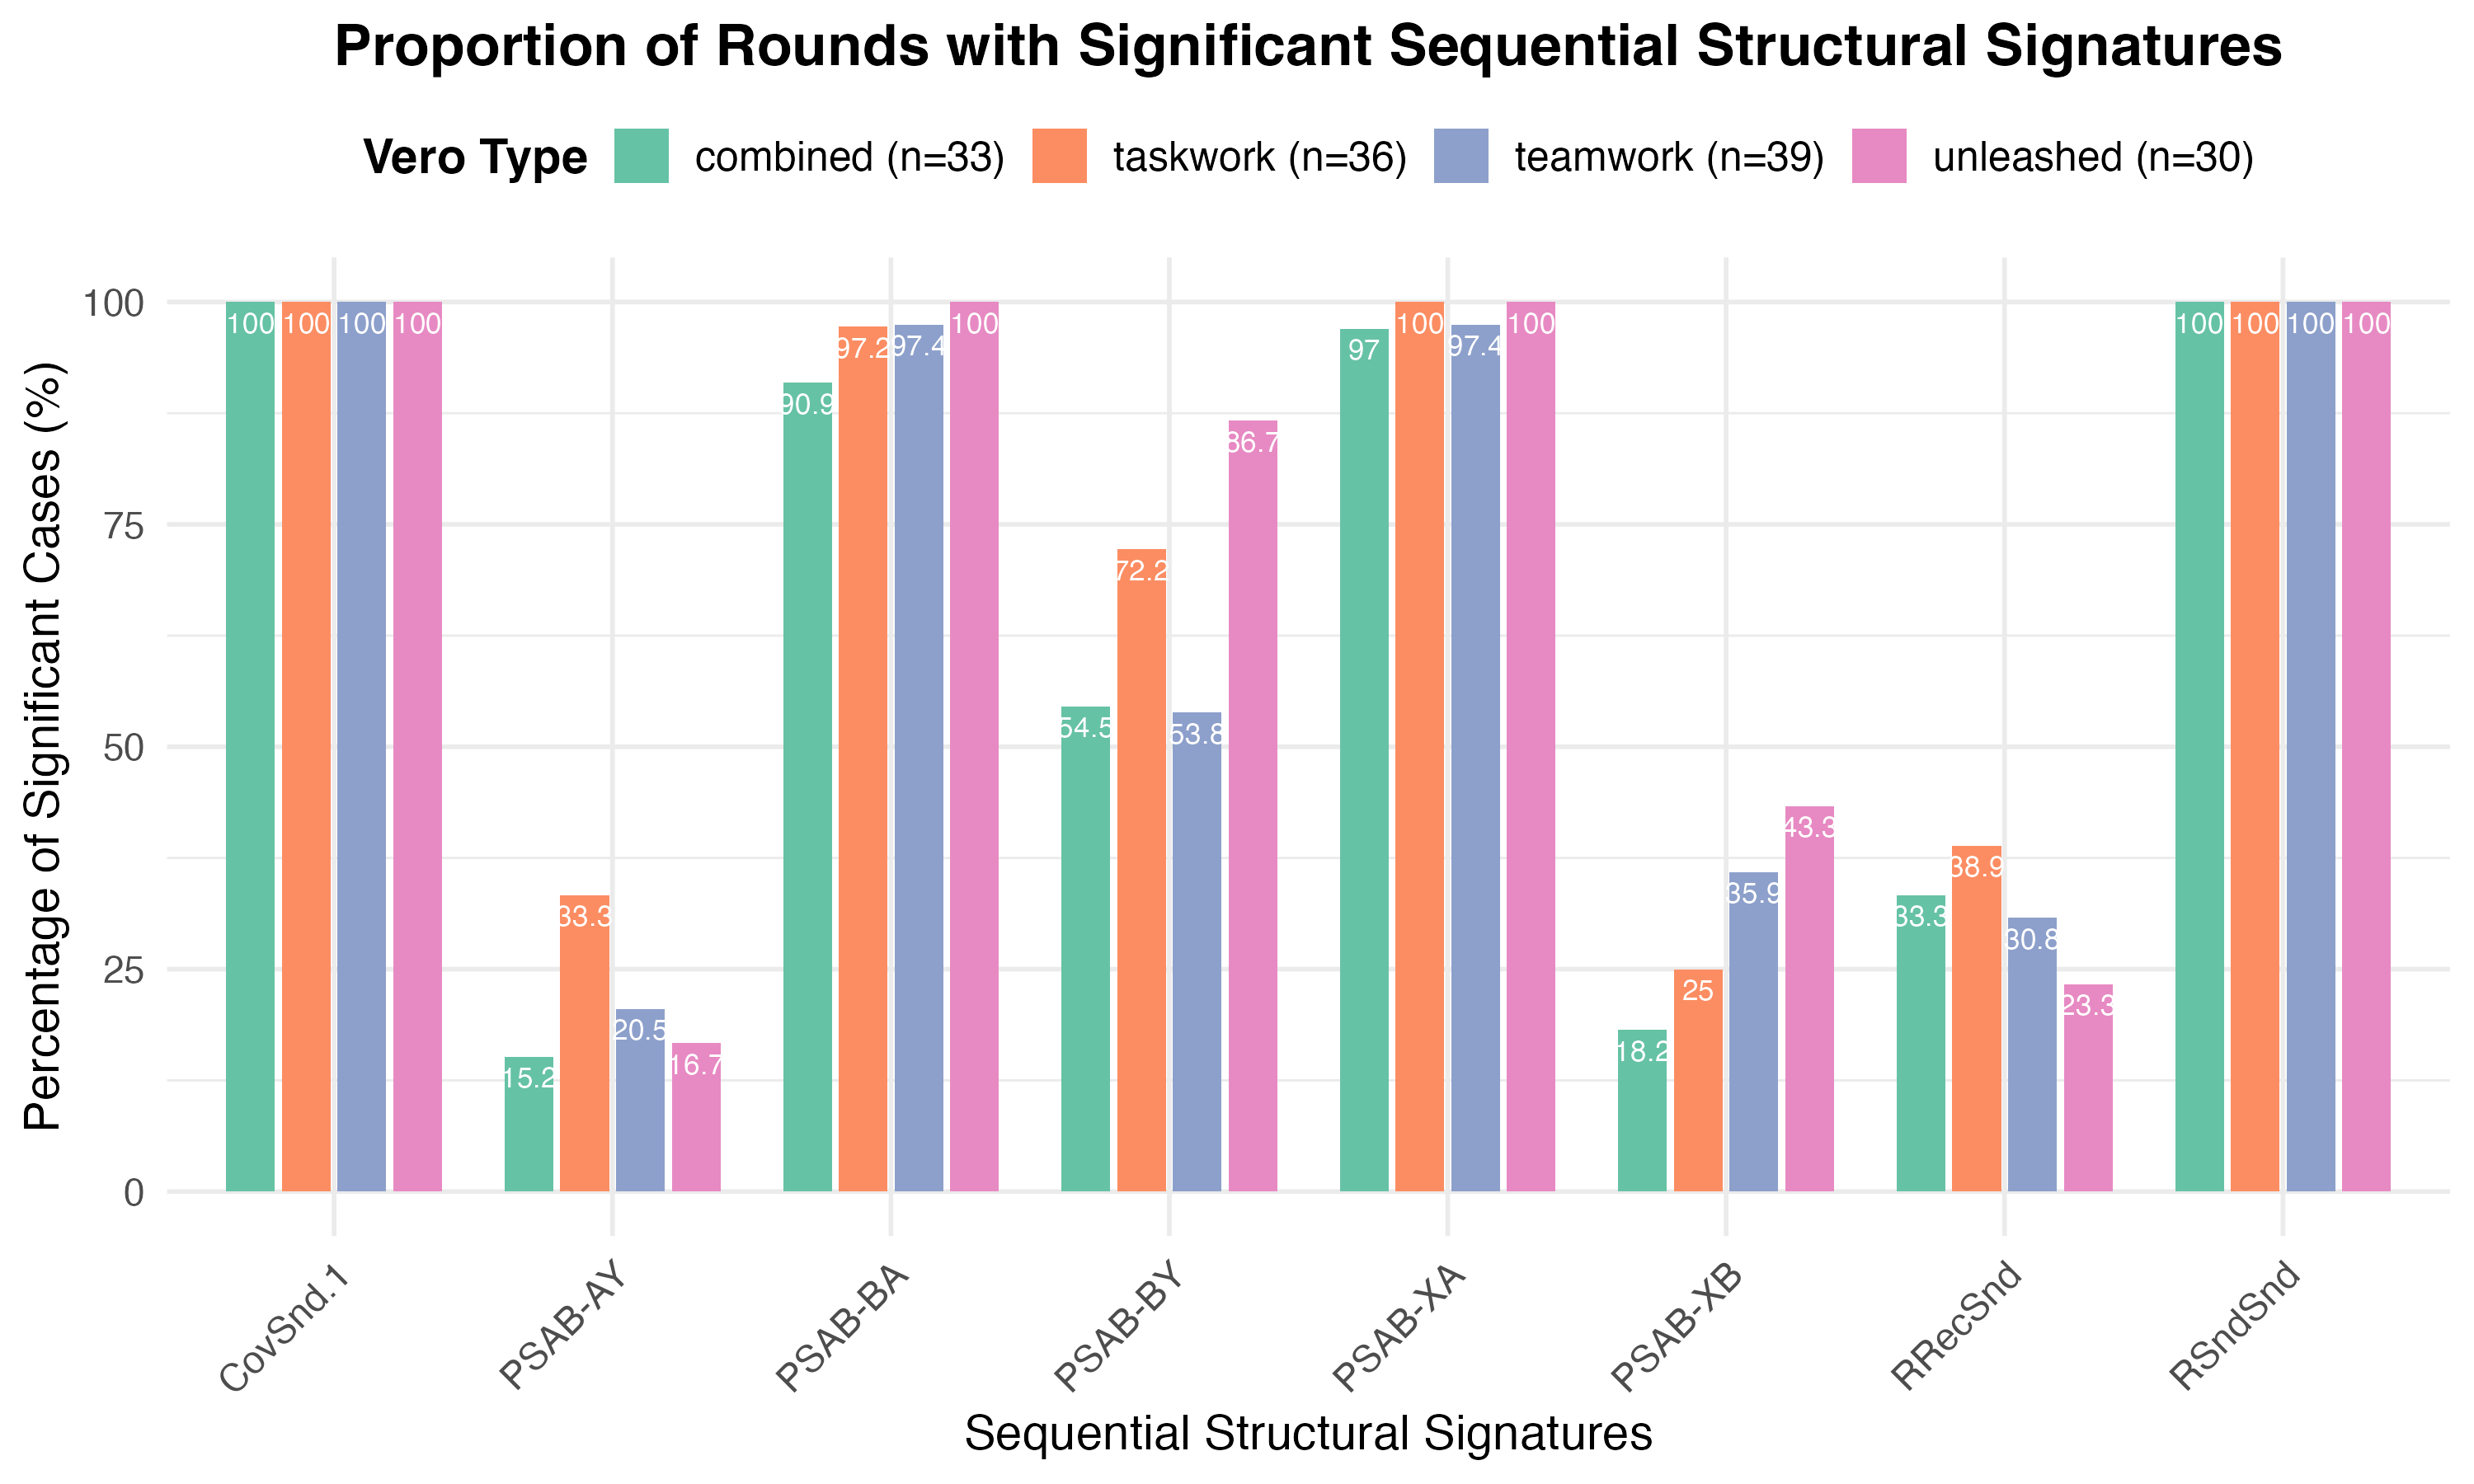 Proportion of Rounds with Significant Sequential Structural Signatures
Vero Type combined (n=33) taskwork (n=36) teamwork (n=39) unleashed (n=30)
Percentage of Significant Cases (%)
100
75
50
25
0
100 100 100 100
15.2 33.3 20.5 16.7
90.9 97.2 97.4 100
54.5 72.2 53.8 86.7
97 100 97.4 100
18.2 25 35.9 43.3
33.3 38.9 30.8 23.3
100 100 100 100
CovSnd.1 PSAB-AY PSAB-BA PSAB-BY PSAB-XA PSAB-XB RRecSnd RSndSnd
Sequential Structural Signatures